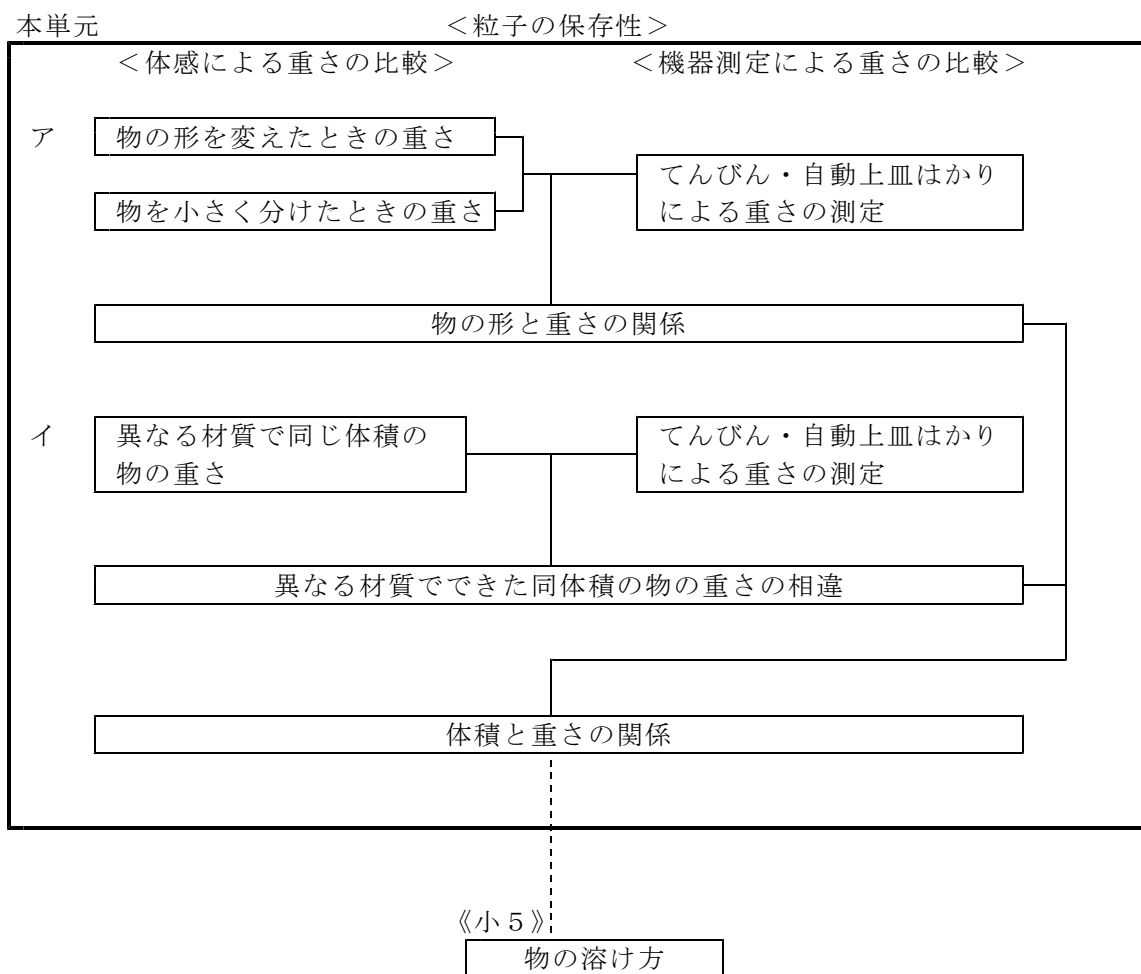 本単元 ＜粒子の保存性＞
＜体感による重さの比較＞ ＜機器測定による重さの比較＞
ア 物の形を変えたときの重さ
物を小さく分けたときの重さ
てんびん・自動上皿はかり
による重さの測定
物の形と重さの関係
イ 異なる材質で同じ体積の
物の重さ
てんびん・自動上皿はかり
による重さの測定
異なる材質でできた同体積の物の重さの相違
体積と重さの関係
《小５》
物の溶け方